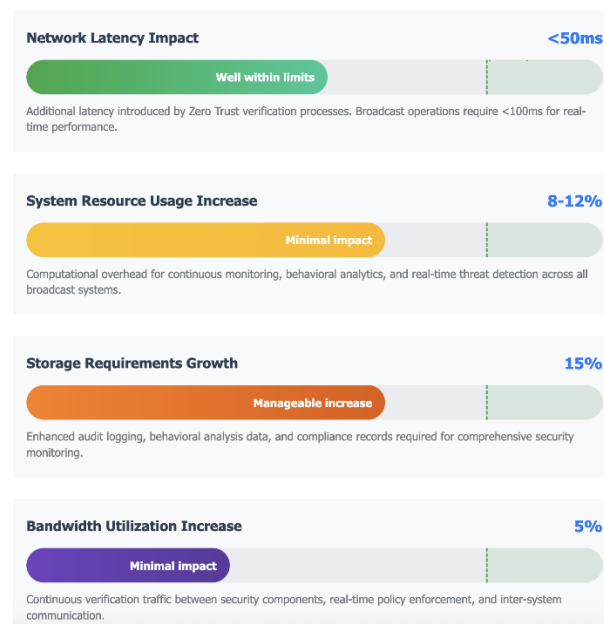 Network Latency Impact
<50ms
Well within limits
Additional latency introduced by Zero Trust verification processes. Broadcast operations require <100ms for real-
time performance.
System Resource Usage Increase
8-12%
Minimal impact
Computational overhead for continuous monitoring, behavioral analytics, and real-time threat detection across all
broadcast systems.
Storage Requirements Growth
15%
Manageable increase
Enhanced audit logging, behavioral analysis data, and compliance records required for comprehensive security
monitoring.
Bandwidth Utilization Increase
5%
Minimal impact
Continuous verification traffic between security components, real-time policy enforcement, and inter-system
communication.